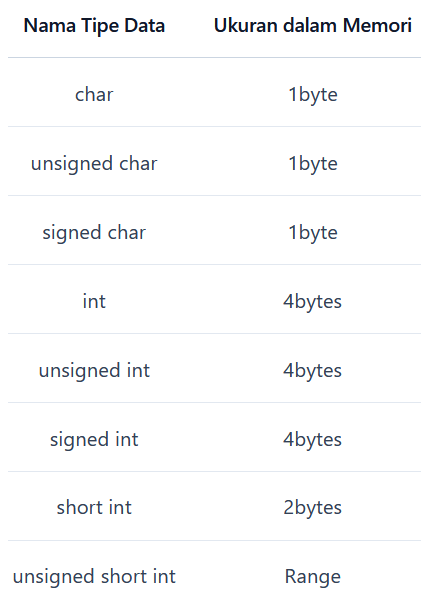 Nama Tipe Data Ukuran dalam Memori
char 1byte
unsigned char 1byte
signed char 1byte
int 4bytes
unsigned int 4bytes
signed int 4bytes
short int 2bytes
unsigned short int Range